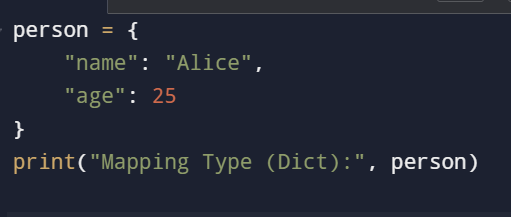 person = {
    "name": "Alice",
    "age": 25
}
print("Mapping Type (Dict):", person)